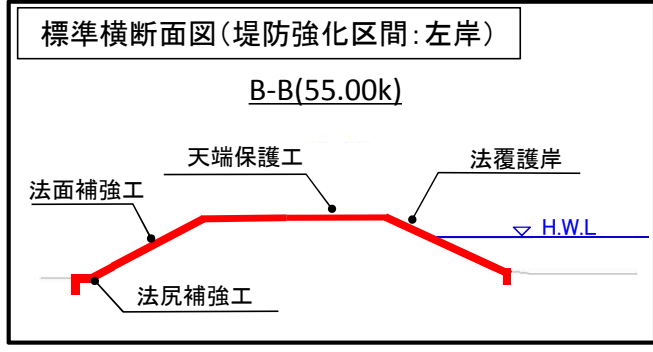 標準横断面図(堤防強化区間:左岸)
B-B(55.00k)
天端保護工
法覆護岸
法面補強工
H.W.L
法尻補強工